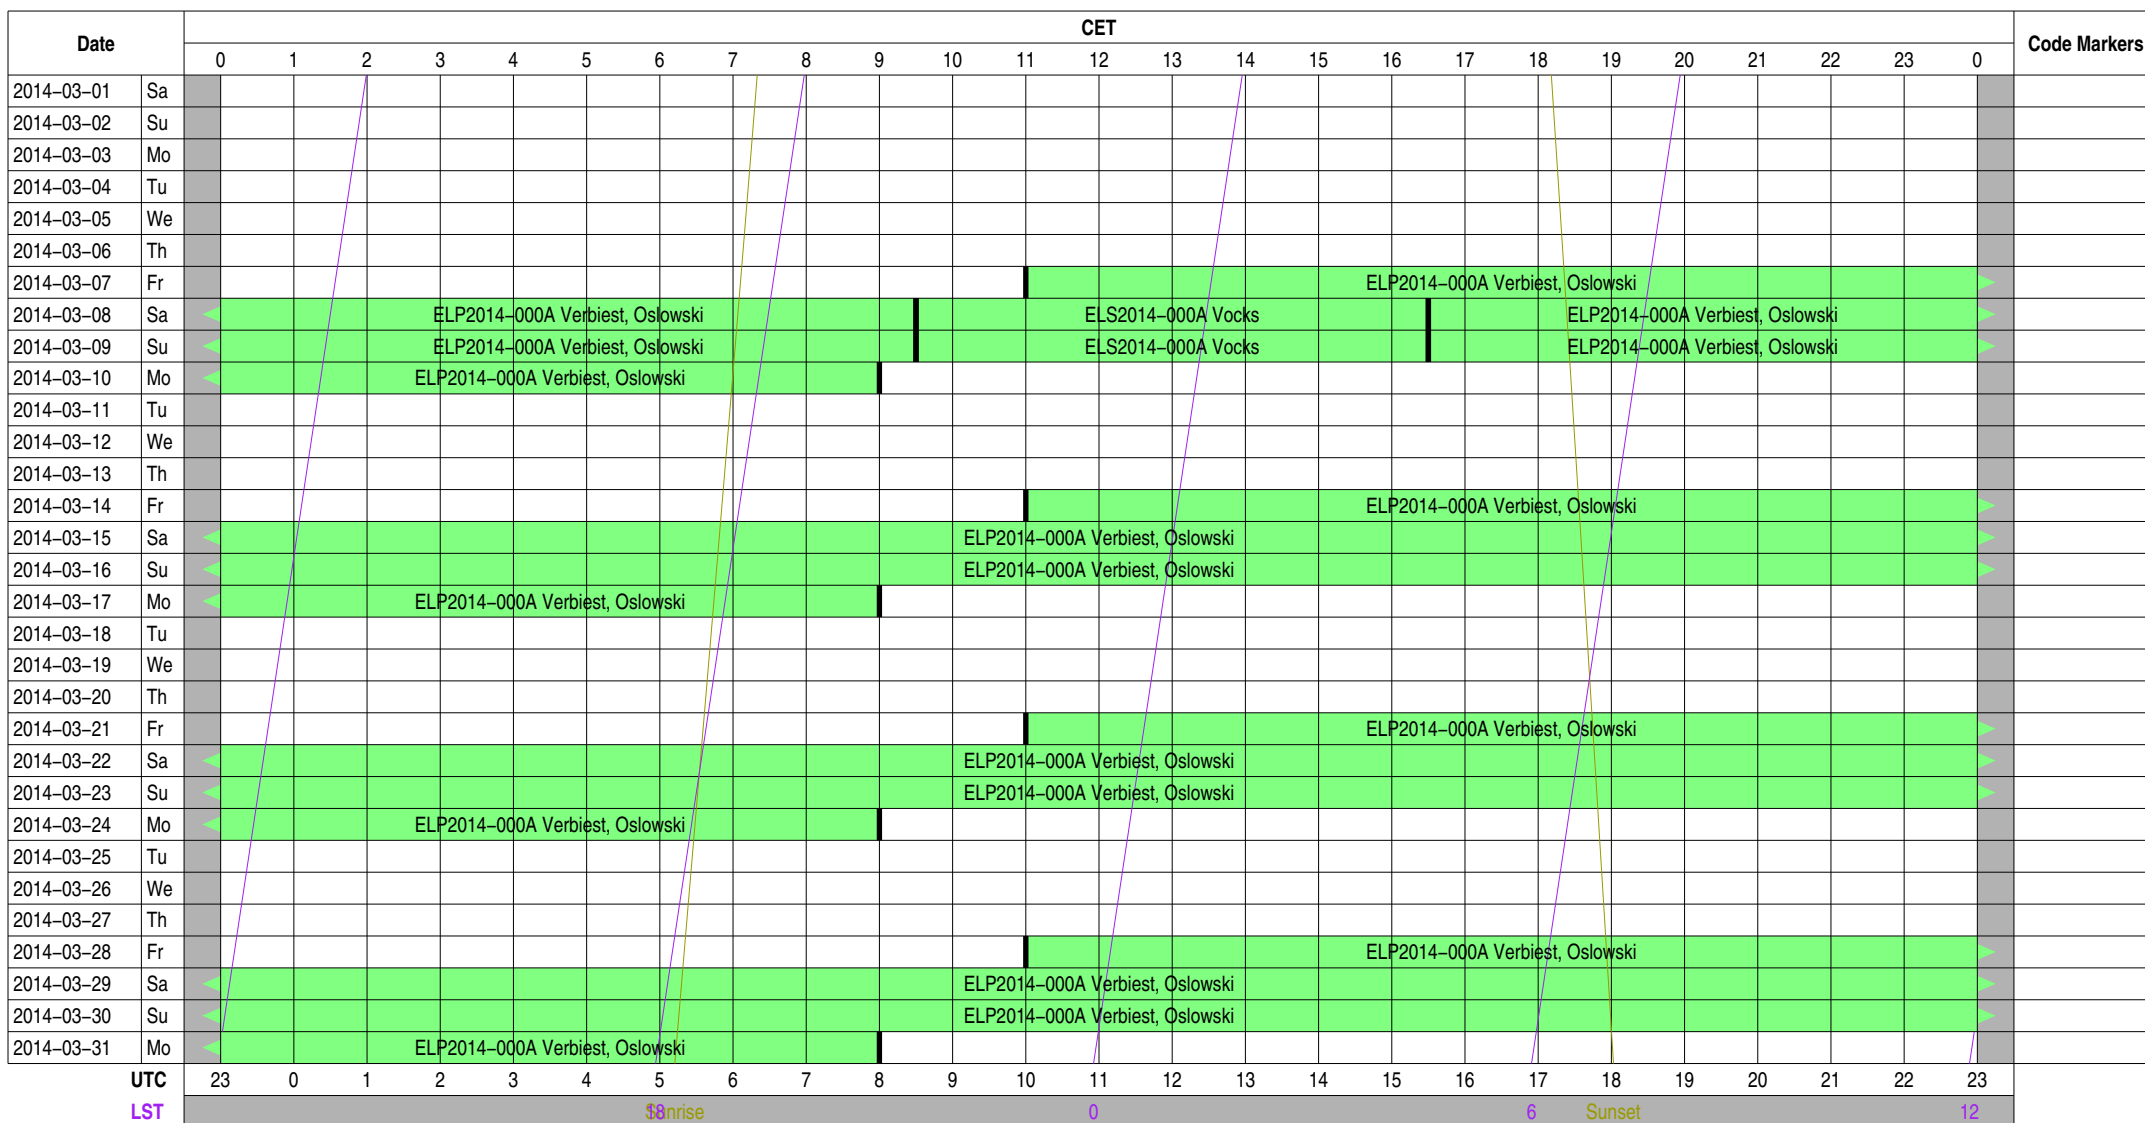 Date CET Code Markers
0 1 2 3 4 5 6 7 8 9 10 11 12 13 14 15 16 17 18 19 20 21 22 23 0
2014–03–01 Sa
2014–03–02 Su
2014–03–03 Mo
2014–03–04 Tu
2014–03–05 We
2014–03–06 Th
2014–03–07 Fr ELP2014–000A Verbiest, Oslowski
2014–03–08 Sa ELP2014–000A Verbiest, Oslowski ELS2014–000A Vocks ELP2014–000A Verbiest, Oslowski
2014–03–09 Su ELP2014–000A Verbiest, Oslowski ELS2014–000A Vocks ELP2014–000A Verbiest, Oslowski
2014–03–10 Mo ELP2014–000A Verbiest, Oslowski
2014–03–11 Tu
2014–03–12 We
2014–03–13 Th
2014–03–14 Fr ELP2014–000A Verbiest, Oslowski
2014–03–15 Sa ELP2014–000A Verbiest, Oslowski
2014–03–16 Su ELP2014–000A Verbiest, Oslowski
2014–03–17 Mo ELP2014–000A Verbiest, Oslowski
2014–03–18 Tu
2014–03–19 We
2014–03–20 Th
2014–03–21 Fr ELP2014–000A Verbiest, Oslowski
2014–03–22 Sa ELP2014–000A Verbiest, Oslowski
2014–03–23 Su ELP2014–000A Verbiest, Oslowski
2014–03–24 Mo ELP2014–000A Verbiest, Oslowski
2014–03–25 Tu
2014–03–26 We
2014–03–27 Th
2014–03–28 Fr ELP2014–000A Verbiest, Oslowski
2014–03–29 Sa ELP2014–000A Verbiest, Oslowski
2014–03–30 Su ELP2014–000A Verbiest, Oslowski
2014–03–31 Mo ELP2014–000A Verbiest, Oslowski
UTC 23 0 1 2 3 4 5 6 7 8 9 10 11 12 13 14 15 16 17 18 19 20 21 22 23
LST 18 Sunrise 0 6 Sunset 12